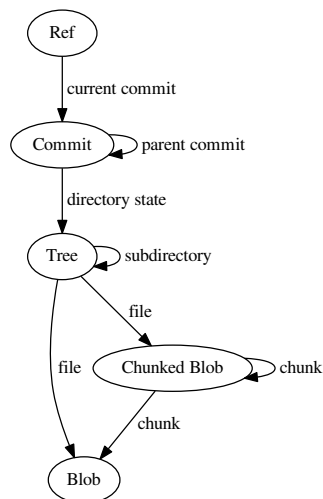 Ref
current commit
Commit
parent commit
directory state
Tree
subdirectory
file
Chunked Blob
file
chunk
chunk
Blob